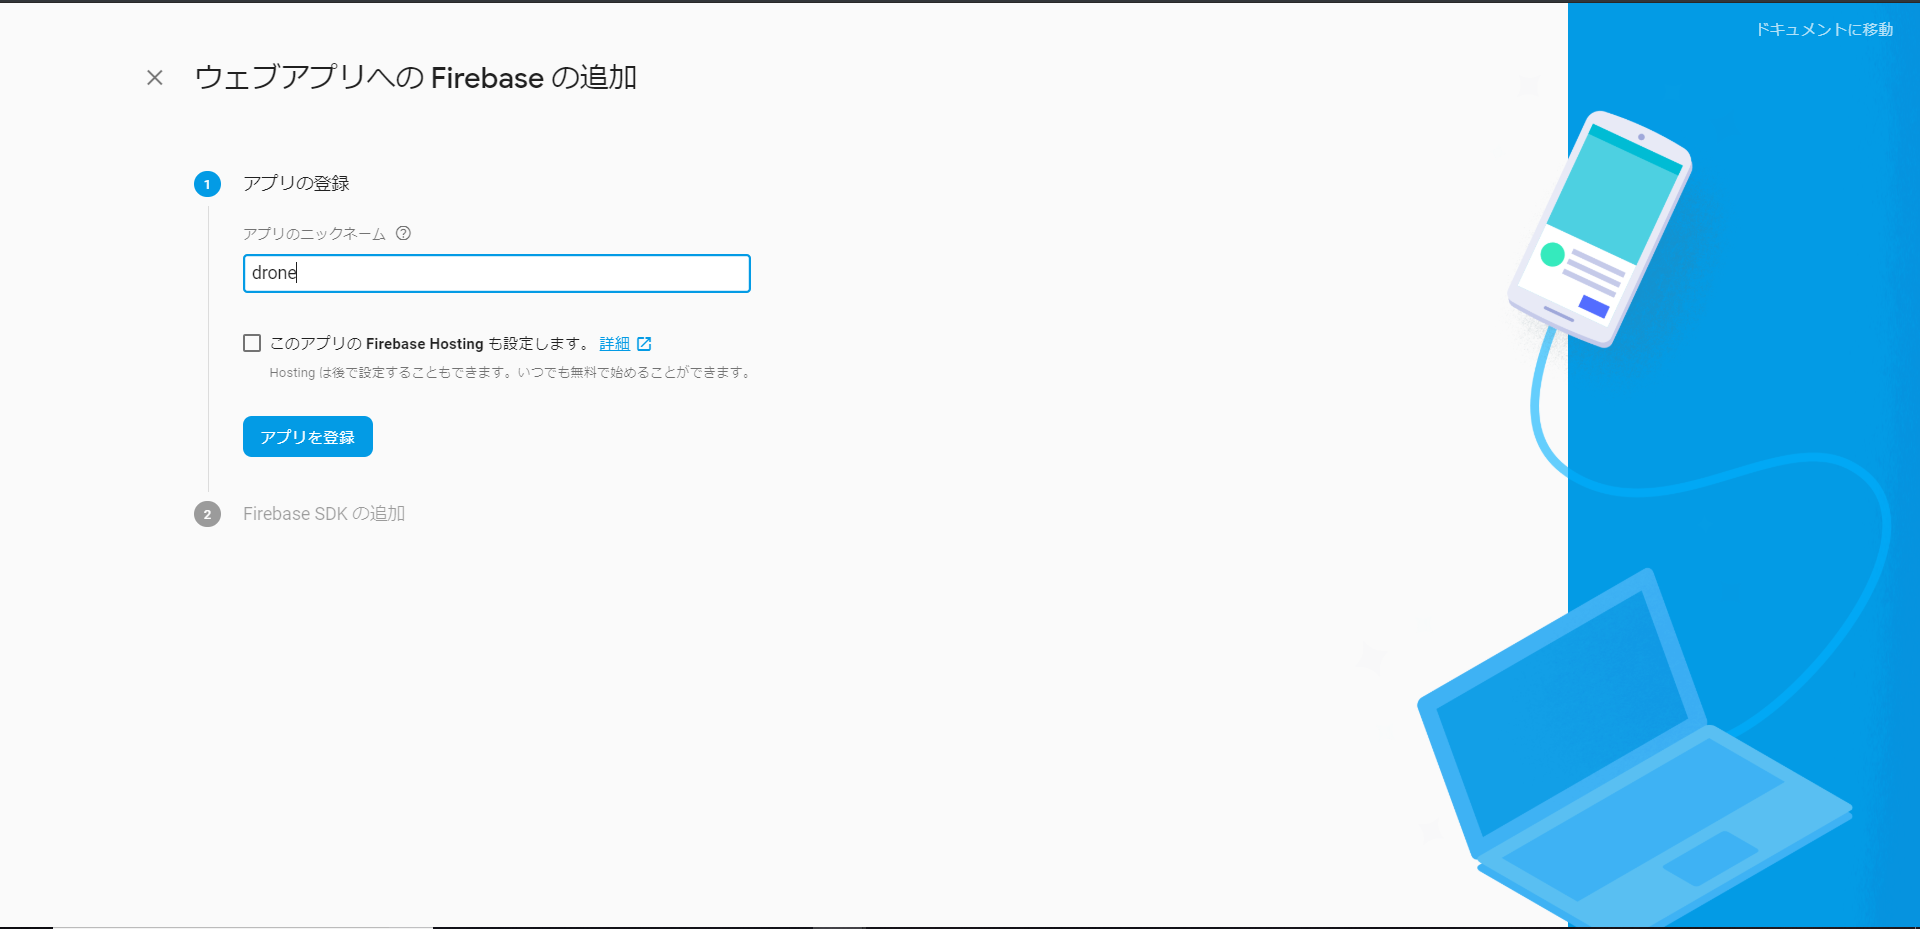 ドキュメントに移動
ウェブアプリへの Firebase の追加
1 アプリの登録
アプリのニックネーム
drone
このアプリの Firebase Hosting も設定します。 詳細
Hosting は後で設定することもできます。いつでも無料で始めることができます。
アプリを登録
2 Firebase SDK の追加